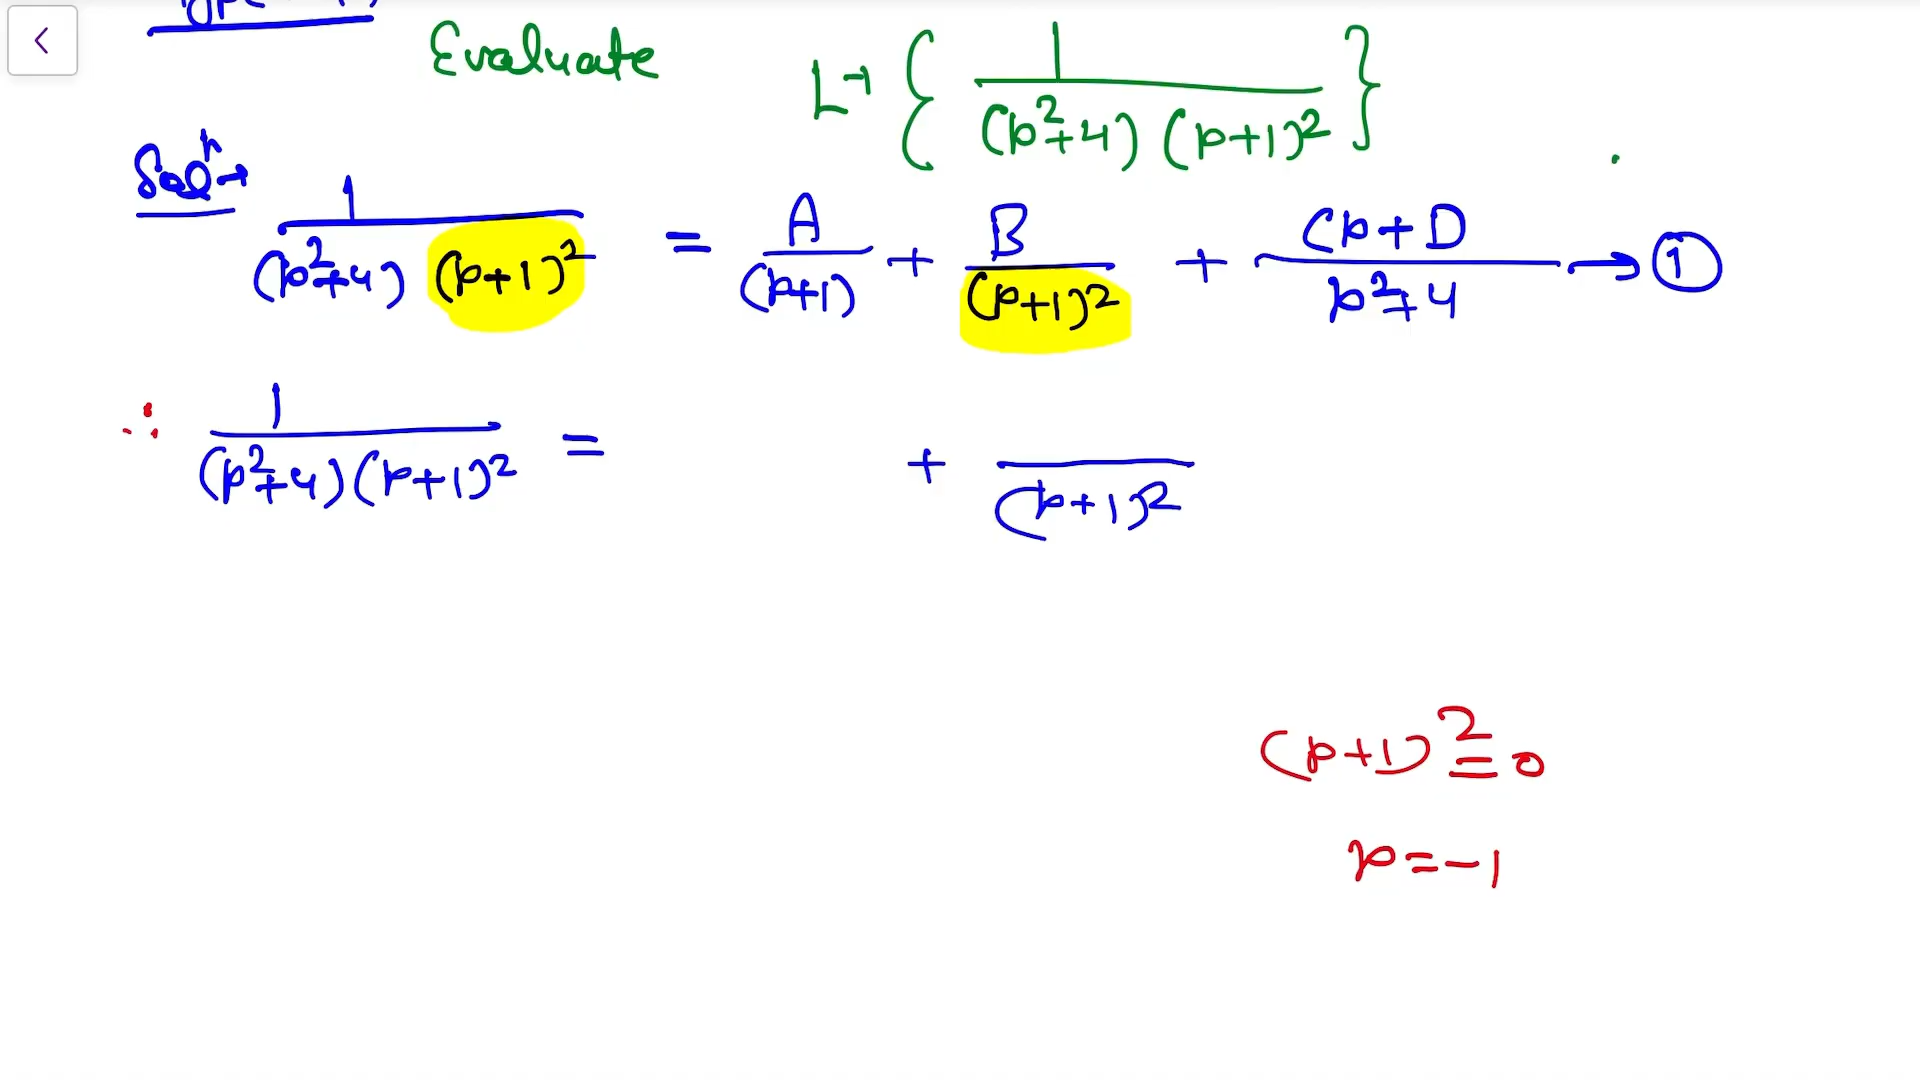 Evaluate L⁻¹ { 1 / (p²+4) (p+1)² }
Solⁿ→
1 / (p²+4) (p+1)² = A / (p+1) + B / (p+1)² + Cp+D / p²+4 → ①
∴ 1 / (p²+4)(p+1)² = + / (p+1)²
(p+1)² = 0
p = -1